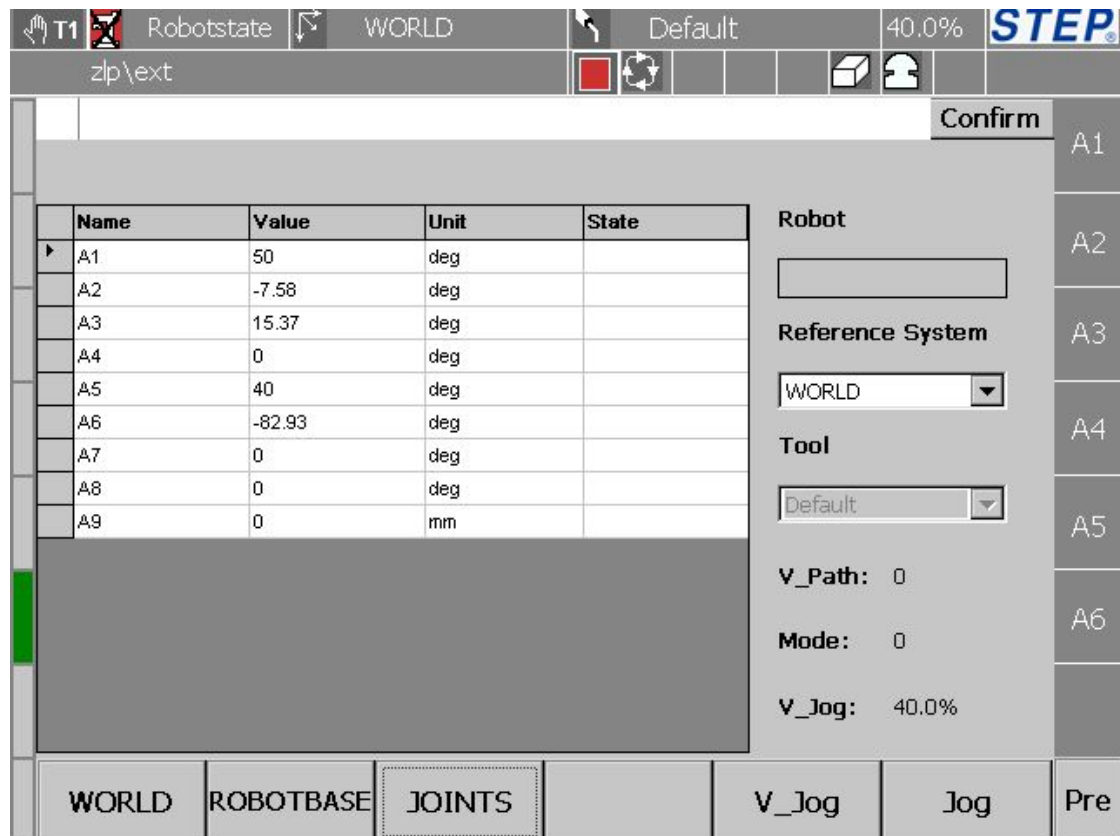 T1 Robotstate WORLD Default 40.0% STEP®
zlp\ext
Confirm
A1
Name Value Unit State
A1 50 deg
A2 -7.58 deg
A3 15.37 deg
A4 0 deg
A5 40 deg
A6 -82.93 deg
A7 0 deg
A8 0 deg
A9 0 mm
Robot
Reference System
WORLD
Tool
Default
V_Path: 0
Mode: 0
V_Jog: 40.0%
A2
A3
A4
A5
A6
WORLD ROBOTBASE JOINTS V_Jog Jog Pre